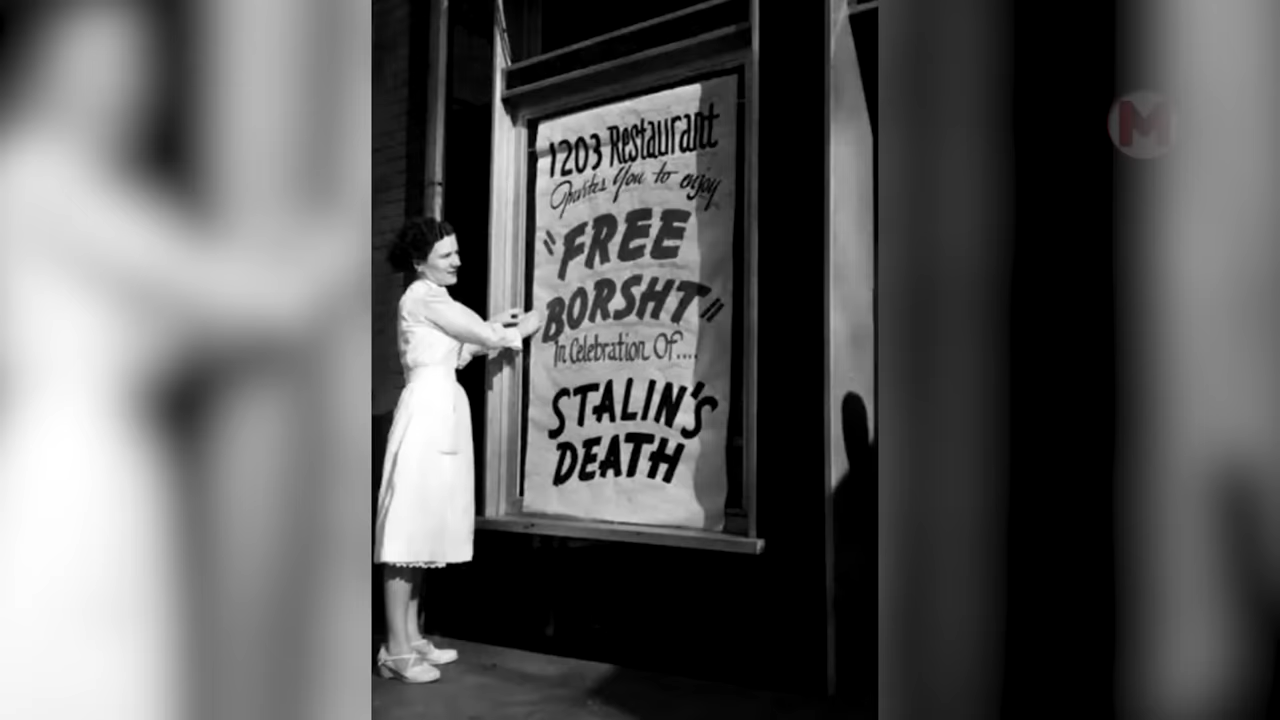 1203 Restaurant
Invites You to enjoy
"FREE
BORSHT"
In Celebration Of....
STALIN'S
DEATH
M